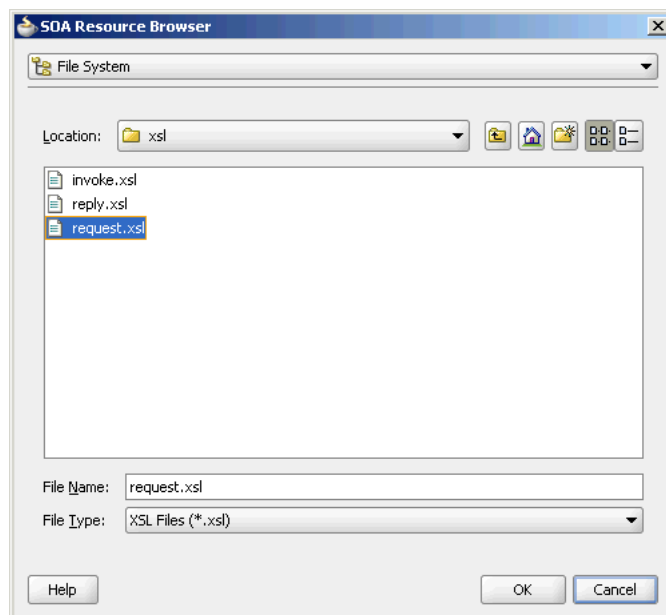 SOA Resource Browser
File System
Location: xsl
invoke.xsl
reply.xsl
request.xsl
File Name: request.xsl
File Type: XSL Files (*.xsl)
Help OK Cancel